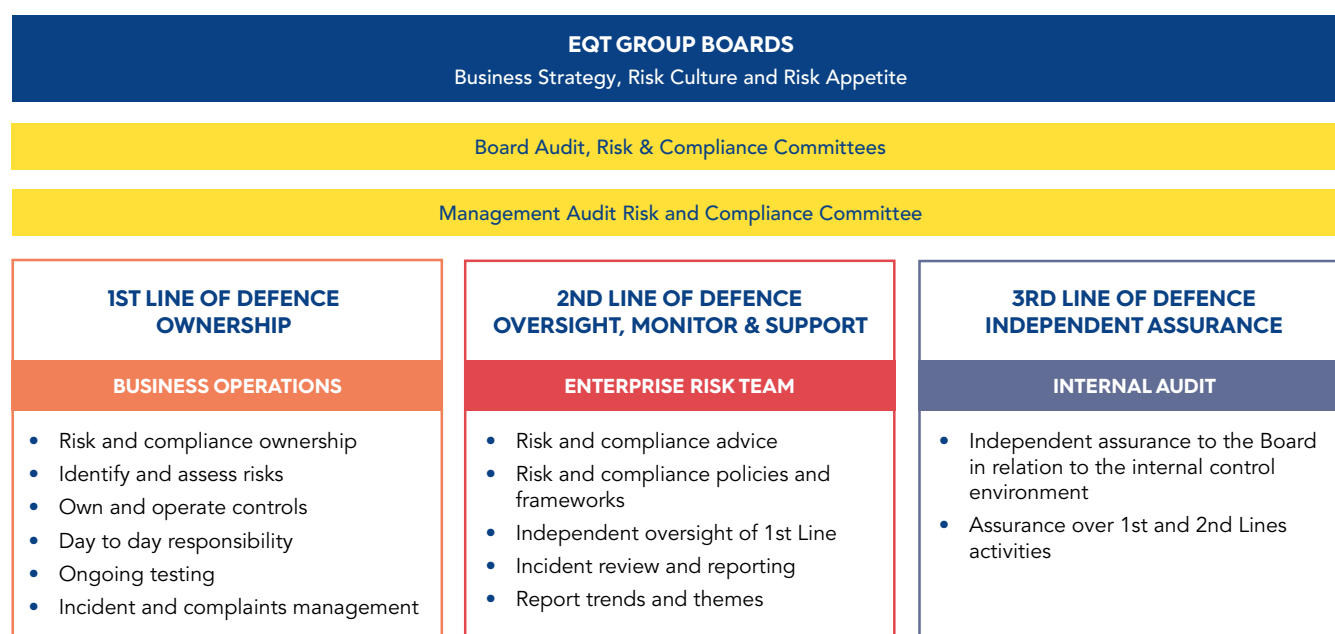 EQT GROUP BOARDS
Business Strategy, Risk Culture and Risk Appetite
Board Audit, Risk & Compliance Committees
Management Audit Risk and Compliance Committee
1ST LINE OF DEFENCE
OWNERSHIP
BUSINESS OPERATIONS
• Risk and compliance ownership
• Identify and assess risks
• Own and operate controls
• Day to day responsibility
• Ongoing testing
• Incident and complaints management
2ND LINE OF DEFENCE
OVERSIGHT, MONITOR & SUPPORT
ENTERPRISE RISK TEAM
• Risk and compliance advice
• Risk and compliance policies and
frameworks
• Independent oversight of 1st Line
• Incident review and reporting
• Report trends and themes
3RD LINE OF DEFENCE
INDEPENDENT ASSURANCE
INTERNAL AUDIT
• Independent assurance to the Board
in relation to the internal control
environment
• Assurance over 1st and 2nd Lines
activities